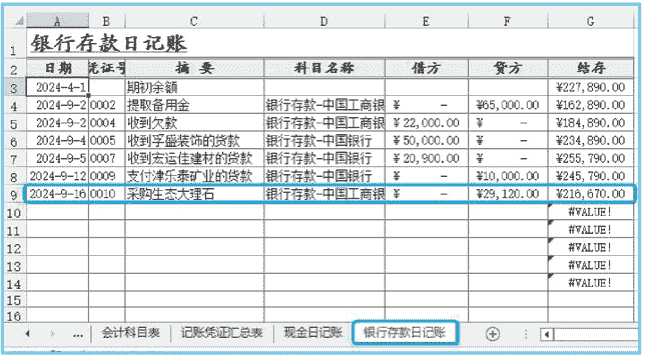 A B C D E F G
1 银行存款日记账
2 日期 凭证号 摘 要 科目名称 借方 贷方 结存
3 2024-4-1 期初余额 ¥227,890.00
4 2024-9-2 0002 提取备用金 银行存款-中国工商银 ¥ - ¥65,000.00 ¥162,890.00
5 2024-9-2 0004 收到欠款 银行存款-中国工商银 ¥ 22,000.00 ¥ - ¥184,890.00
6 2024-9-4 0005 收到孚盛装饰的货款 银行存款-中国银行 ¥ 50,000.00 ¥ - ¥234,890.00
7 2024-9-5 0007 收到宏运佳建材的货款 银行存款-中国银行 ¥ 20,900.00 ¥ - ¥255,790.00
8 2024-9-12 0009 支付津乐泰矿业的货款 银行存款-中国银行 ¥ - ¥10,000.00 ¥245,790.00
9 2024-9-16 0010 采购生态大理石 银行存款-中国工商银 ¥ - ¥29,120.00 ¥216,670.00
10 #VALUE!
11 #VALUE!
12 #VALUE!
13 #VALUE!
14 #VALUE!
15
16
... 会计科目表 记账凭证汇总表 现金日记账 银行存款日记账